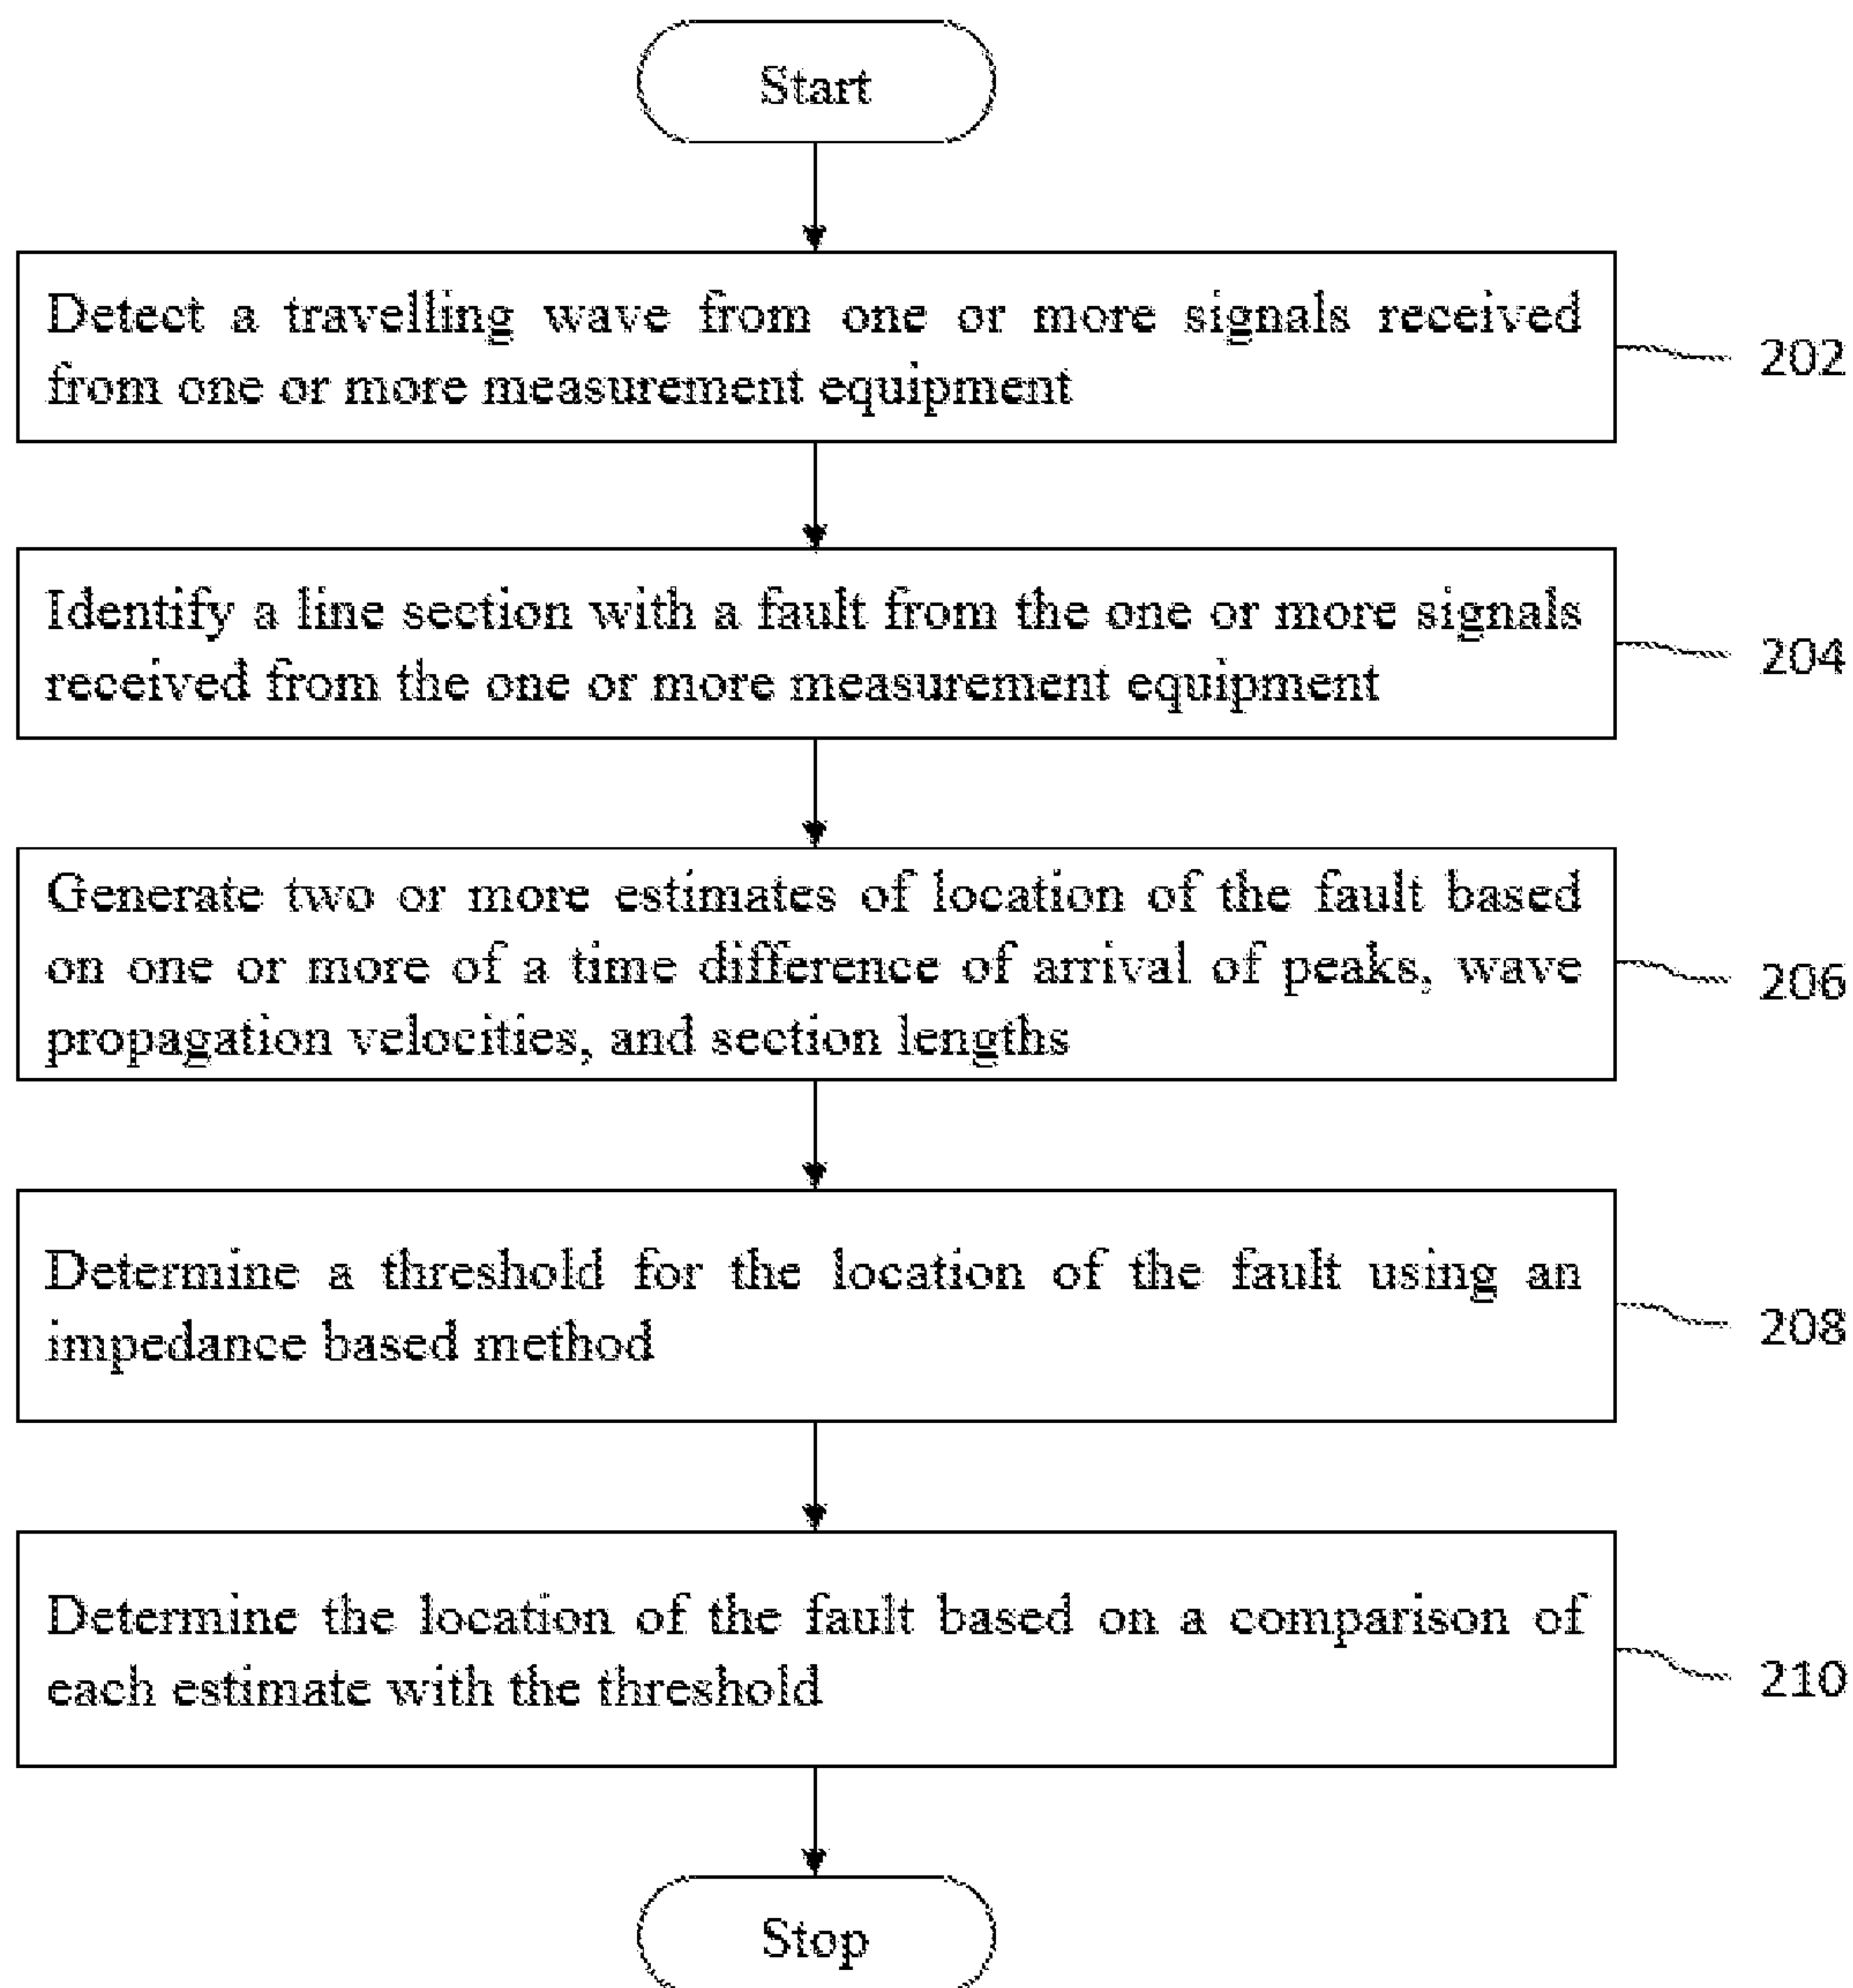 Start
Detect a travelling wave from one or more signals received
from one or more measurement equipment
202
Identify a line section with a fault from the one or more signals
received from the one or more measurement equipment
204
Generate two or more estimates of location of the fault based
on one or more of a time difference of arrival of peaks, wave
propagation velocities, and section lengths
206
Determine a threshold for the location of the fault using an
impedance based method
208
Determine the location of the fault based on a comparison of
each estimate with the threshold
210
Stop